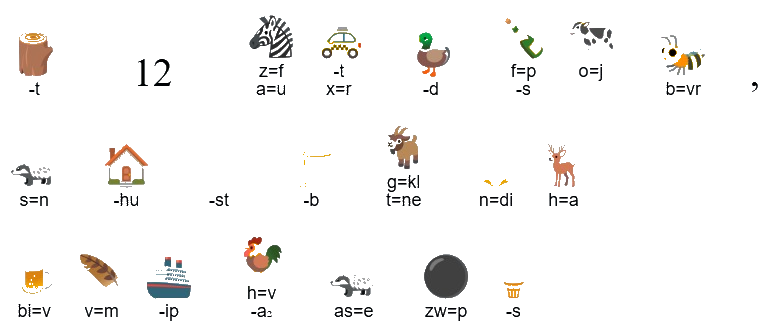 12 z=f -t f=p o=j ,
-t a=u x=r -d -s b=vr
g=kl
s=n -hu -st -b t=ne n=di h=a
h=v
bi=v v=m -ip -a₂ as=e zw=p -s